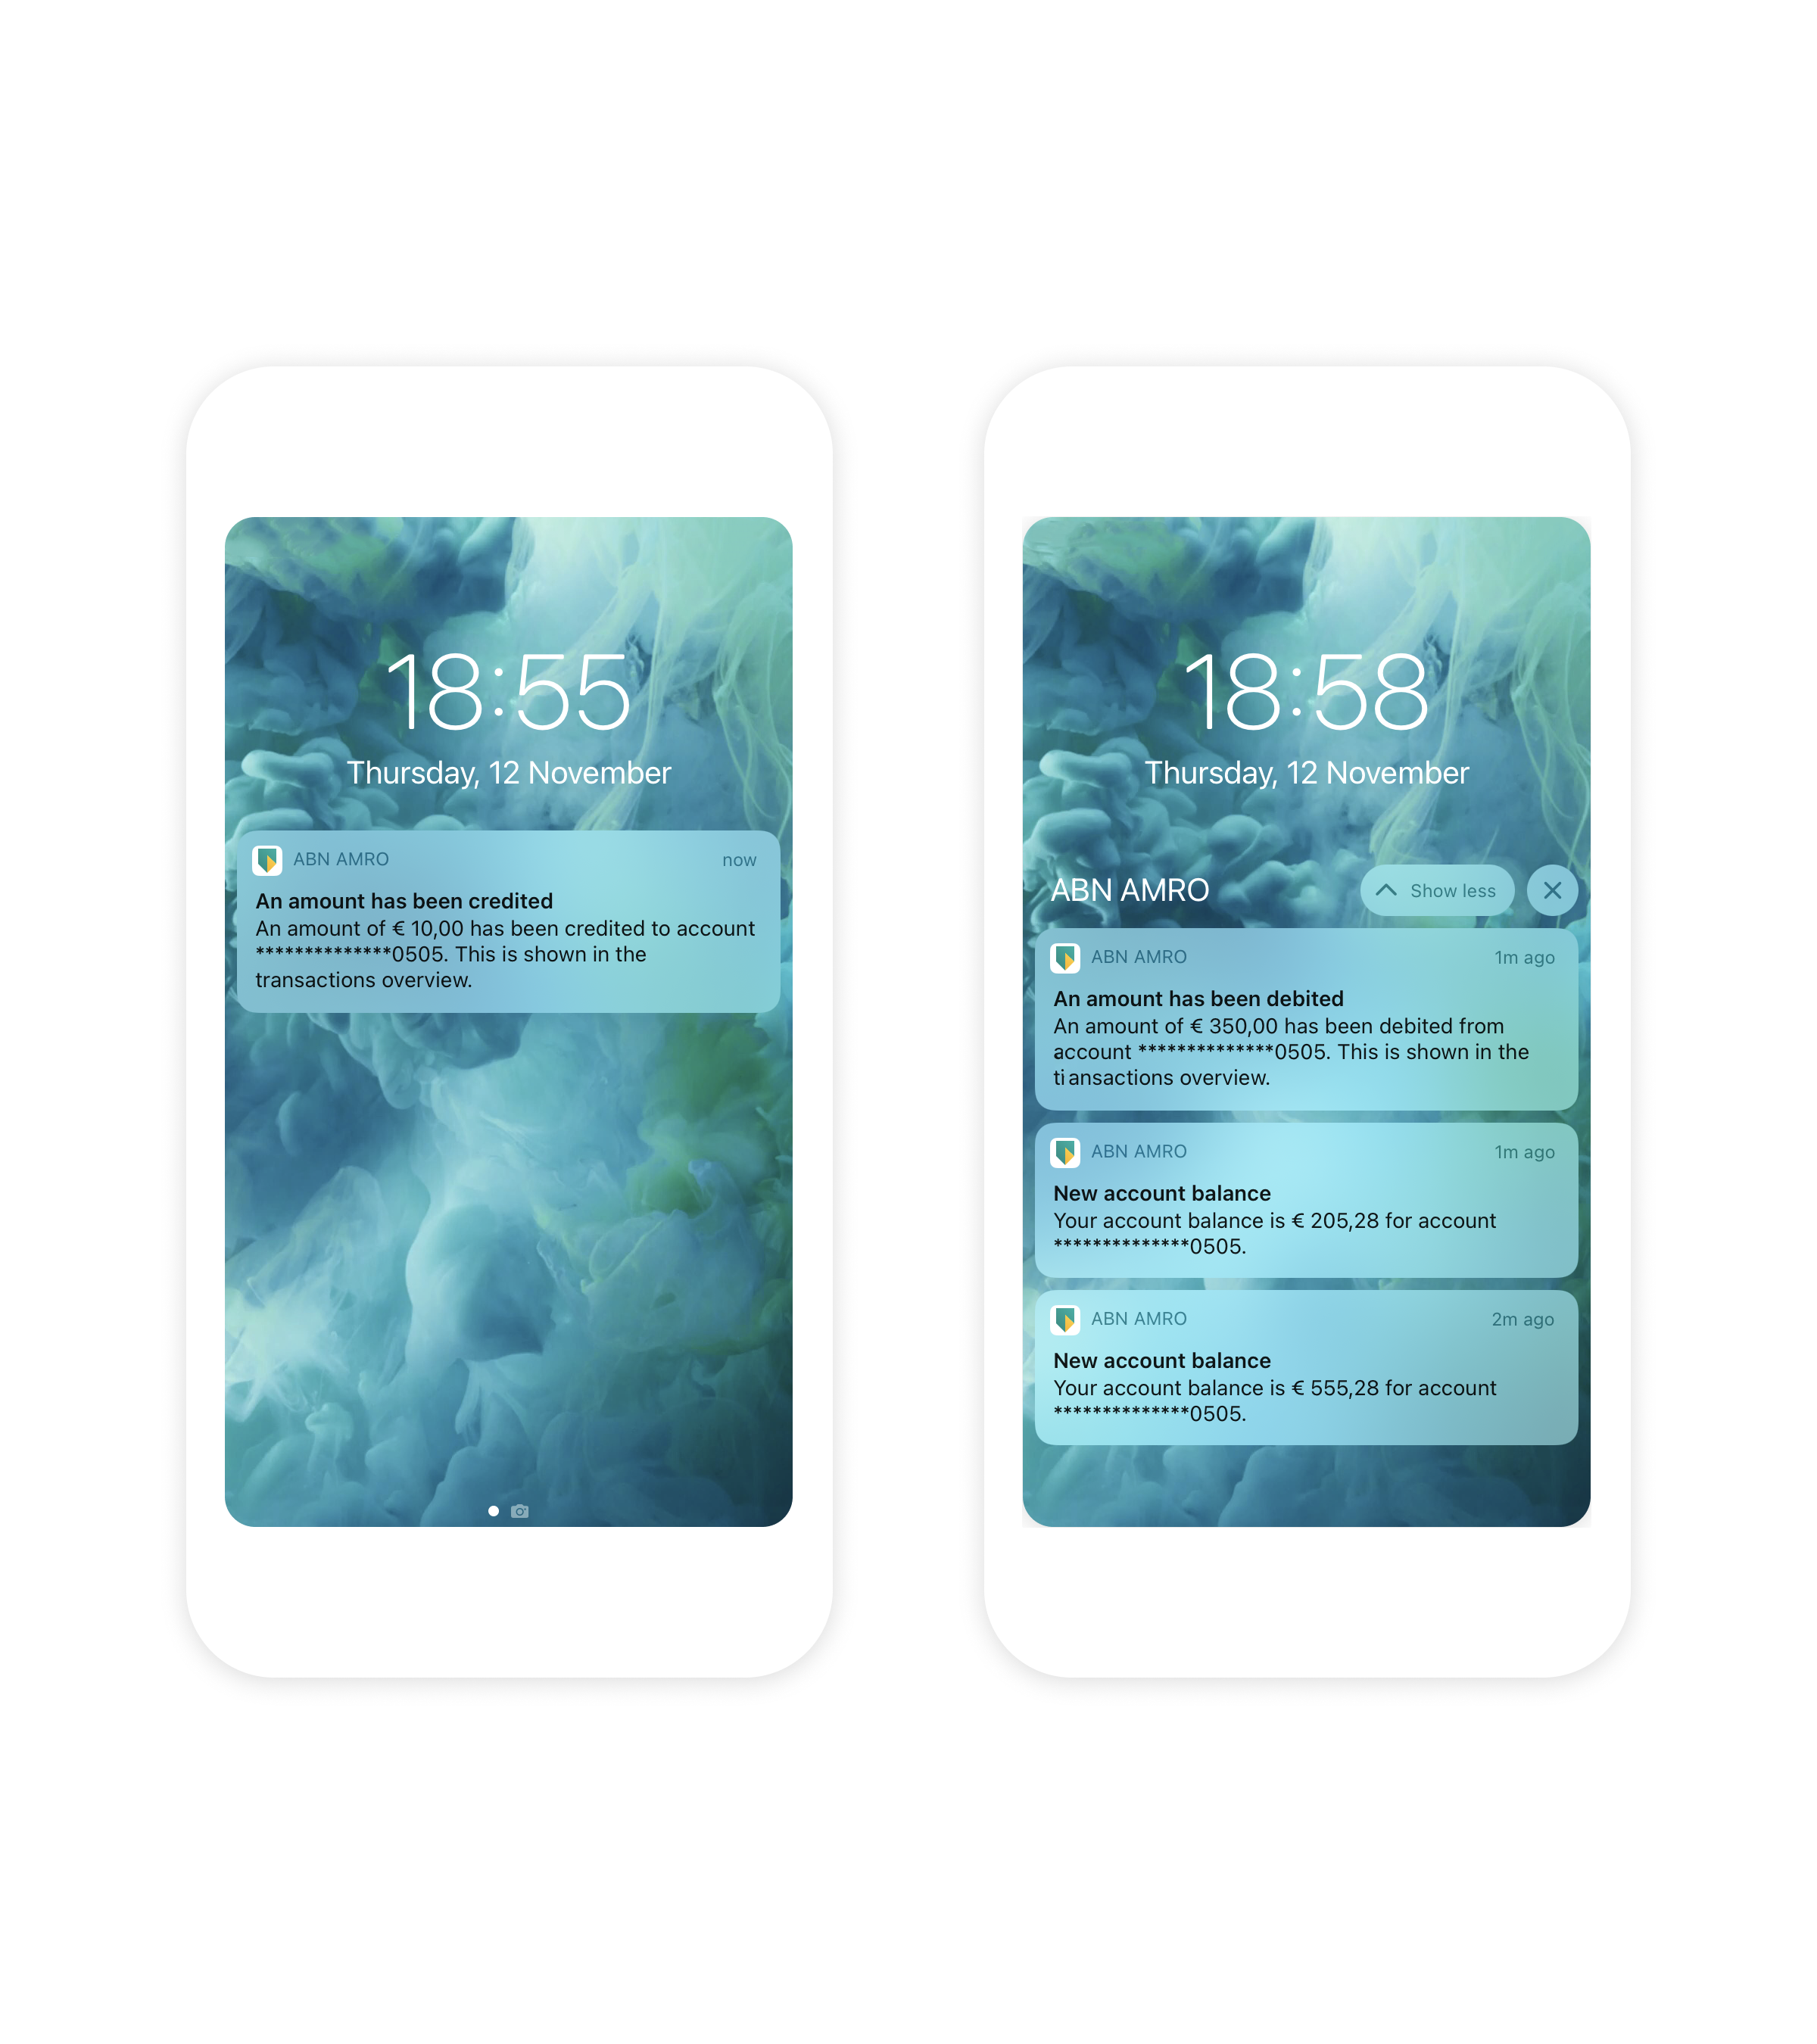 18:55
Thursday, 12 November
ABN AMRO now
An amount has been credited
An amount of € 10,00 has been credited to account
**************0505. This is shown in the
transactions overview.
18:58
Thursday, 12 November
ABN AMRO Show less
ABN AMRO 1m ago
An amount has been debited
An amount of € 350,00 has been debited from
account **************0505. This is shown in the
ti ansactions overview.
ABN AMRO 1m ago
New account balance
Your account balance is € 205,28 for account
**************0505.
ABN AMRO 2m ago
New account balance
Your account balance is € 555,28 for account
**************0505.